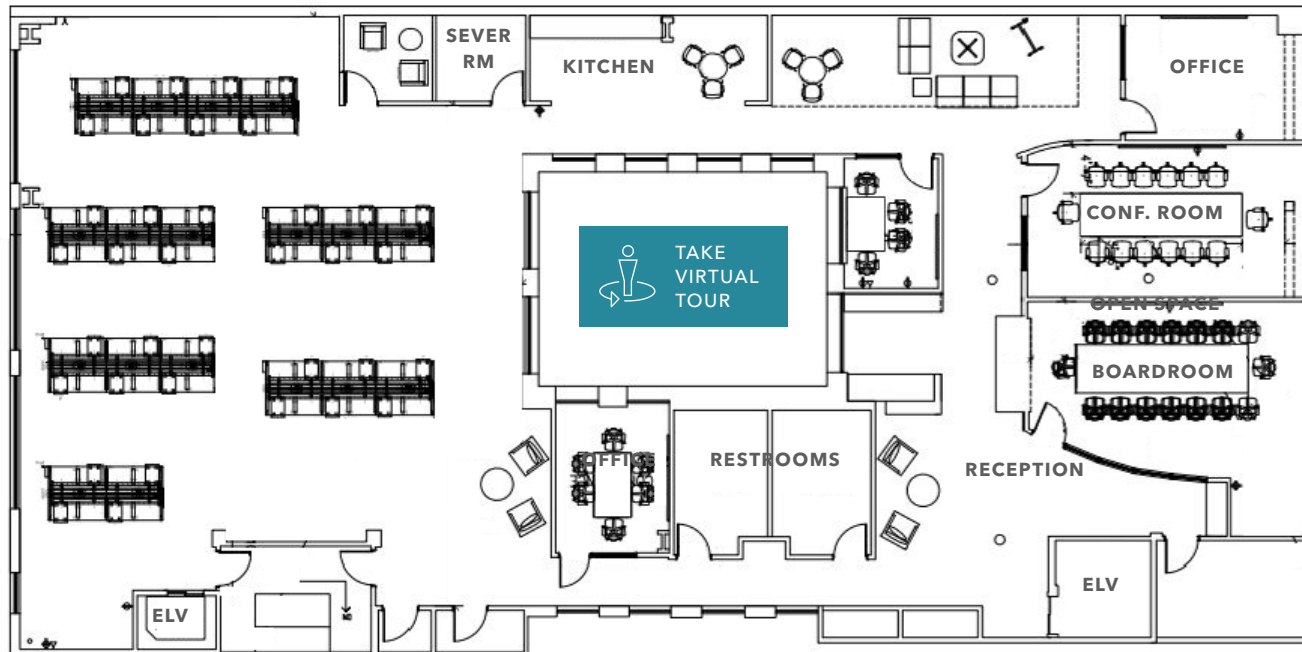 SEVER
RM
KITCHEN
OFFICE
CONF. ROOM
TAKE
VIRTUAL
TOUR
OPEN SPACE
BOARDROOM
OFFICE
RESTROOMS
RECEPTION
ELV
ELV